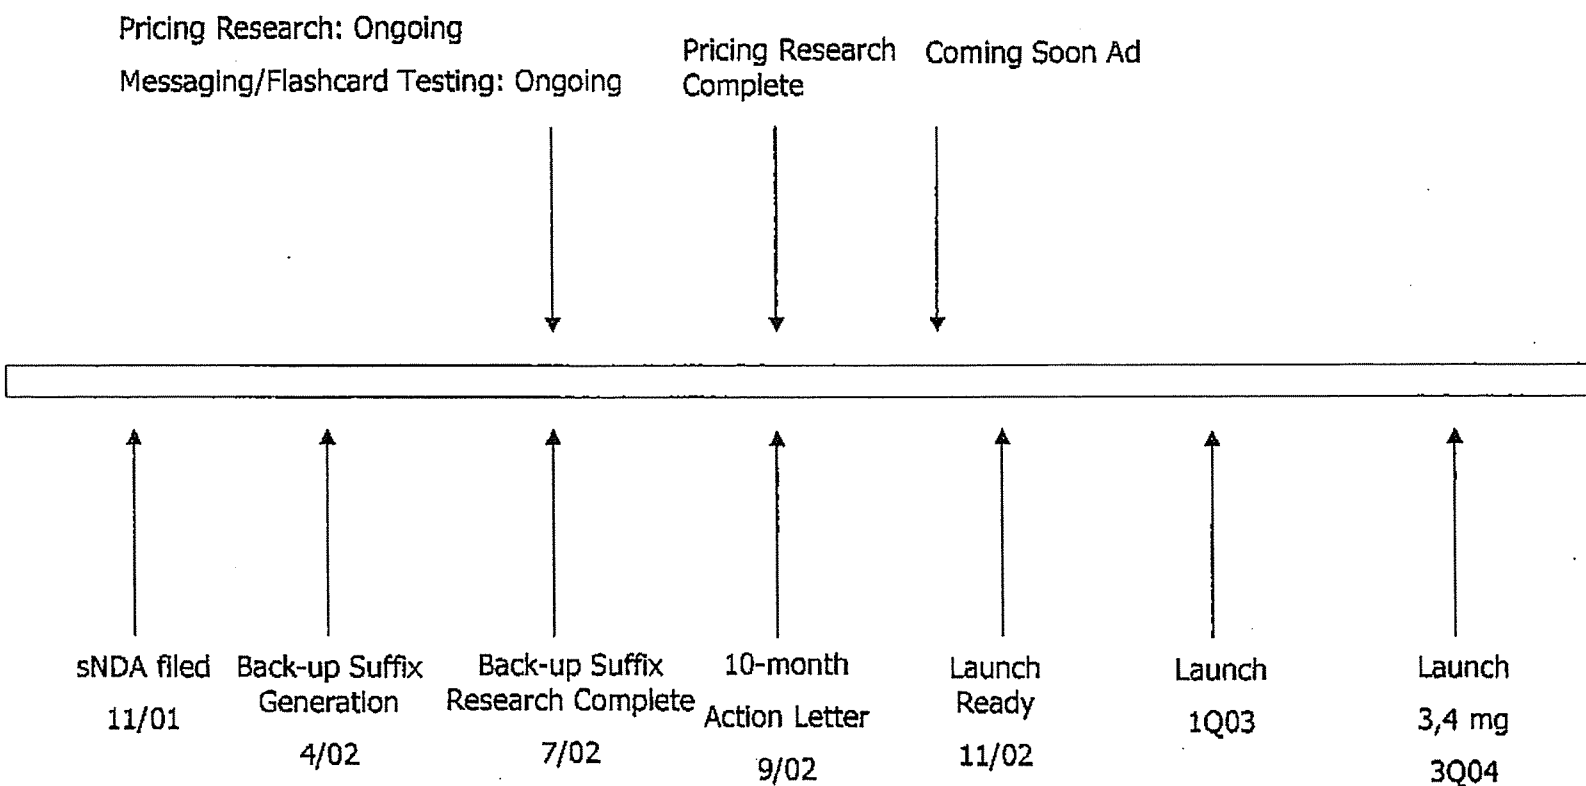 Pricing Research: Ongoing
Messaging/Flashcard Testing: Ongoing
Pricing Research
Complete
Coming Soon Ad
sNDA filed
11/01
Back-up Suffix
Generation
4/02
Back-up Suffix
Research Complete
7/02
10-month
Action Letter
9/02
Launch
Ready
11/02
Launch
1Q03
Launch
3,4 mg
3Q04